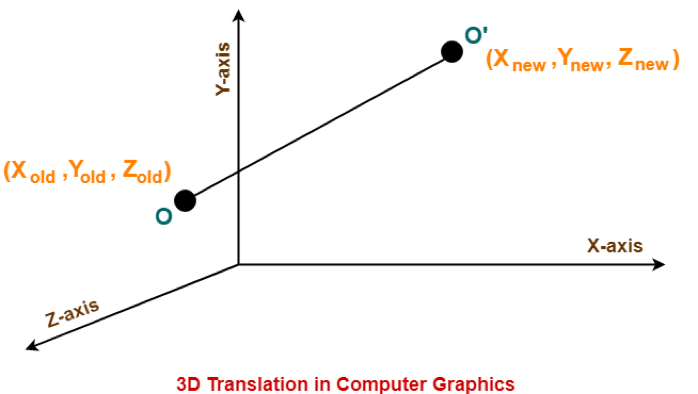 O'
Y-axis
(Xnew ,Ynew, Znew)
(Xold ,Yold , Zold)
O
X-axis
Z-axis
3D Translation in Computer Graphics